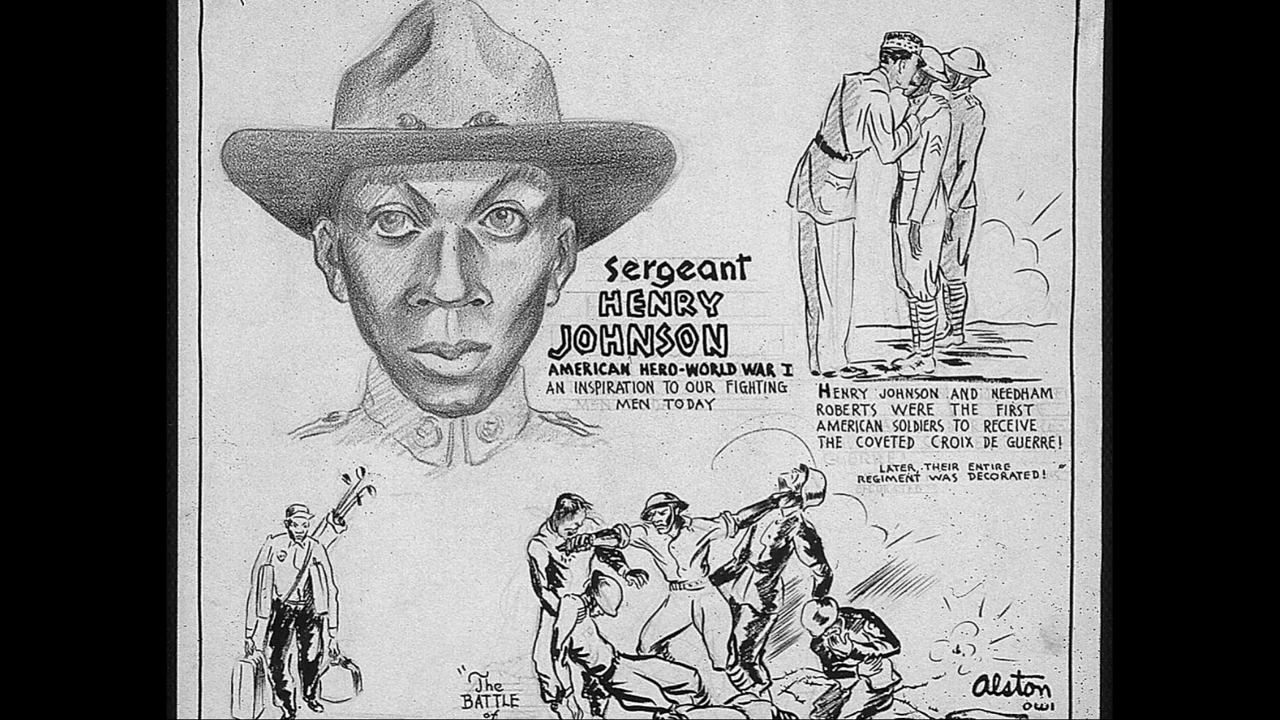 sergeant
HENRY
JOHNSON
AMERICAN HERO-WORLD WAR I
AN INSPIRATION TO OUR FIGHTING
MEN TODAY
HENRY JOHNSON AND NEEDHAM
ROBERTS WERE THE FIRST
AMERICAN SOLDIERS TO RECEIVE
THE COVETED CROIX DE GUERRE!
LATER, THEIR ENTIRE
REGIMENT WAS DECORATED!"
"The
BATTLE
of
Alston
OWI